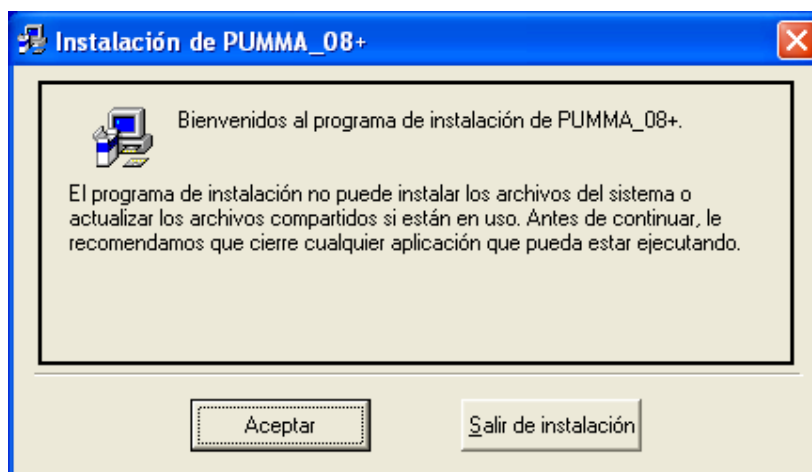 Instalación de PUMMA_08+
Bienvenidos al programa de instalación de PUMMA_08+.
El programa de instalación no puede instalar los archivos del sistema o
actualizar los archivos compartidos si están en uso. Antes de continuar, le
recomendamos que cierre cualquier aplicación que pueda estar ejecutando.
Aceptar
Salir de instalación